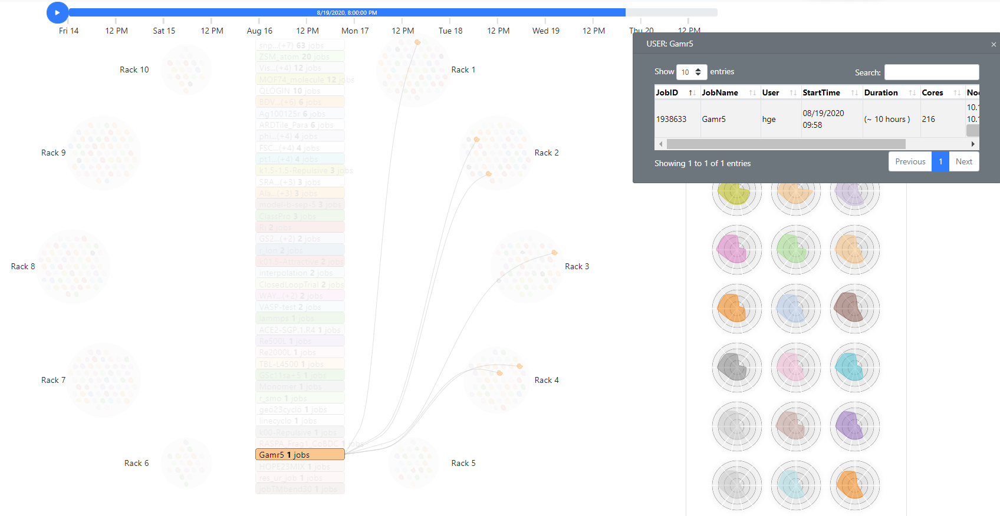 8/19/2020, 8:00:00 PM
Fri 14 12 PM Sat 15 12 PM Aug 16 12 PM Mon 17 12 PM Tue 18 12 PM Wed 19 12 PM Thu 20 12 PM
Rack 10
Rack 9
Rack 8
Rack 7
Rack 6
snp...(+7) 63 jobs
ZSM_atom 20 jobs
Vis...(+4) 12 jobs
MOF74_molecule 12 jobs
QLOGIN 10 jobs
BDV...(+6) 6 jobs
Ag100125r 6 jobs
ARDTile_Para 6 jobs
phi...(+4) 4 jobs
FSC...(+4) 4 jobs
pt1...(+4) 4 jobs
k1.5-1.5-Repulsive 3 jobs
SRA...(+3) 3 jobs
Ala...(+3) 3 jobs
model-b-sep-5 3 jobs
ClassPro 3 jobs
Ri 2 jobs
GS2...(+2) 2 jobs
r_lon 2 jobs
k01.5-Attractive 2 jobs
interpolation 2 jobs
ClosedLoopTrial 2 jobs
WAY...(+2) 2 jobs
VASP-test 2 jobs
lammps 1 jobs
ACE2-SGP.1.R4 1 jobs
Re500L 1 jobs
Re2000L 1 jobs
TBL-L4500 1 jobs
GSc11sa+5 1 jobs
Monomer 1 jobs
r_smo 1 jobs
geo23cyclo 1 jobs
linecyclo 1 jobs
k00-Repulsive 1 jobs
RASPA_Frag1_CoBDC 1 jobs
Gamr5 1 jobs
HOPE23MIX 1 jobs
res_ur_job 1 jobs
jobTMbend30 1 jobs
Rack 1
Rack 2
Rack 3
Rack 4
Rack 5
USER: Gamr5 ×
Show 10 entries Search:
JobID JobName User StartTime Duration Cores Noc
1938633 Gamr5 hge 08/19/2020 09:58 (~ 10 hours ) 216 10.1 10.1
Showing 1 to 1 of 1 entries Previous 1 Next